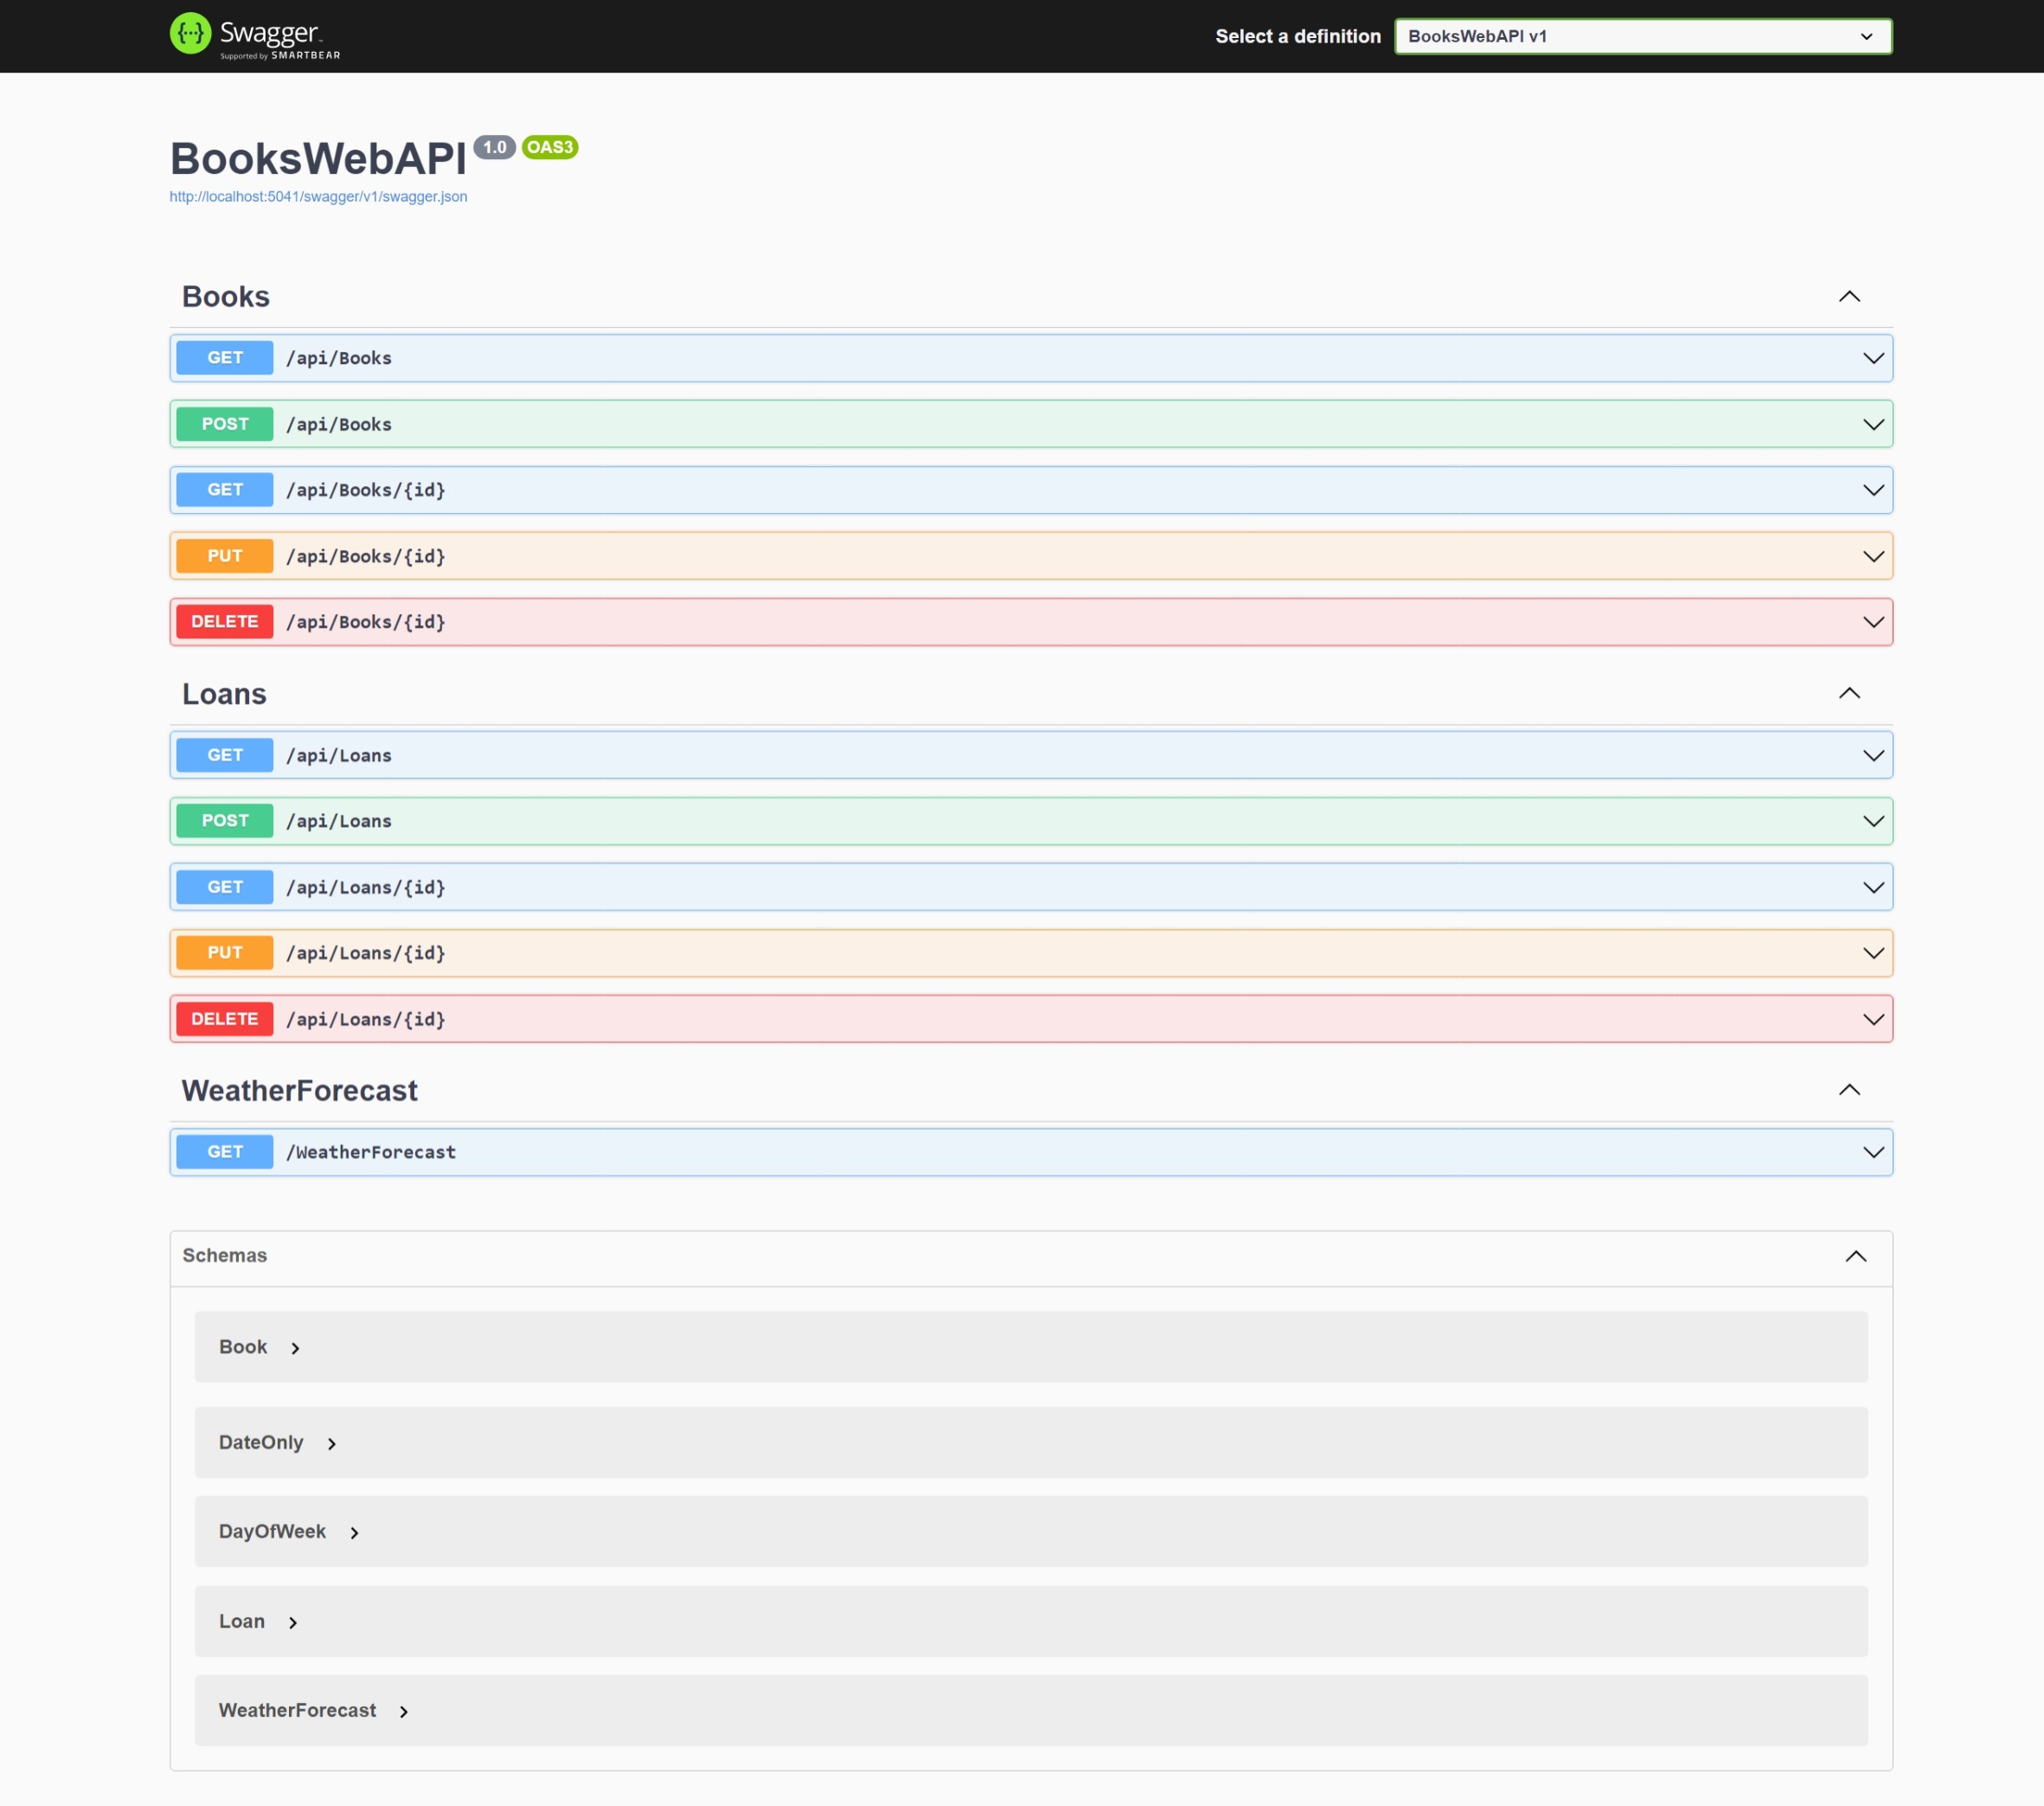 Swagger
Supported by SMARTBEAR
Select a definition
BooksWebAPI v1
BooksWebAPI 1.0 OAS3
http://localhost:5041/swagger/v1/swagger.json
Books
GET /api/Books
POST /api/Books
GET /api/Books/{id}
PUT /api/Books/{id}
DELETE /api/Books/{id}
Loans
GET /api/Loans
POST /api/Loans
GET /api/Loans/{id}
PUT /api/Loans/{id}
DELETE /api/Loans/{id}
WeatherForecast
GET /WeatherForecast
Schemas
Book
DateOnly
DayOfWeek
Loan
WeatherForecast